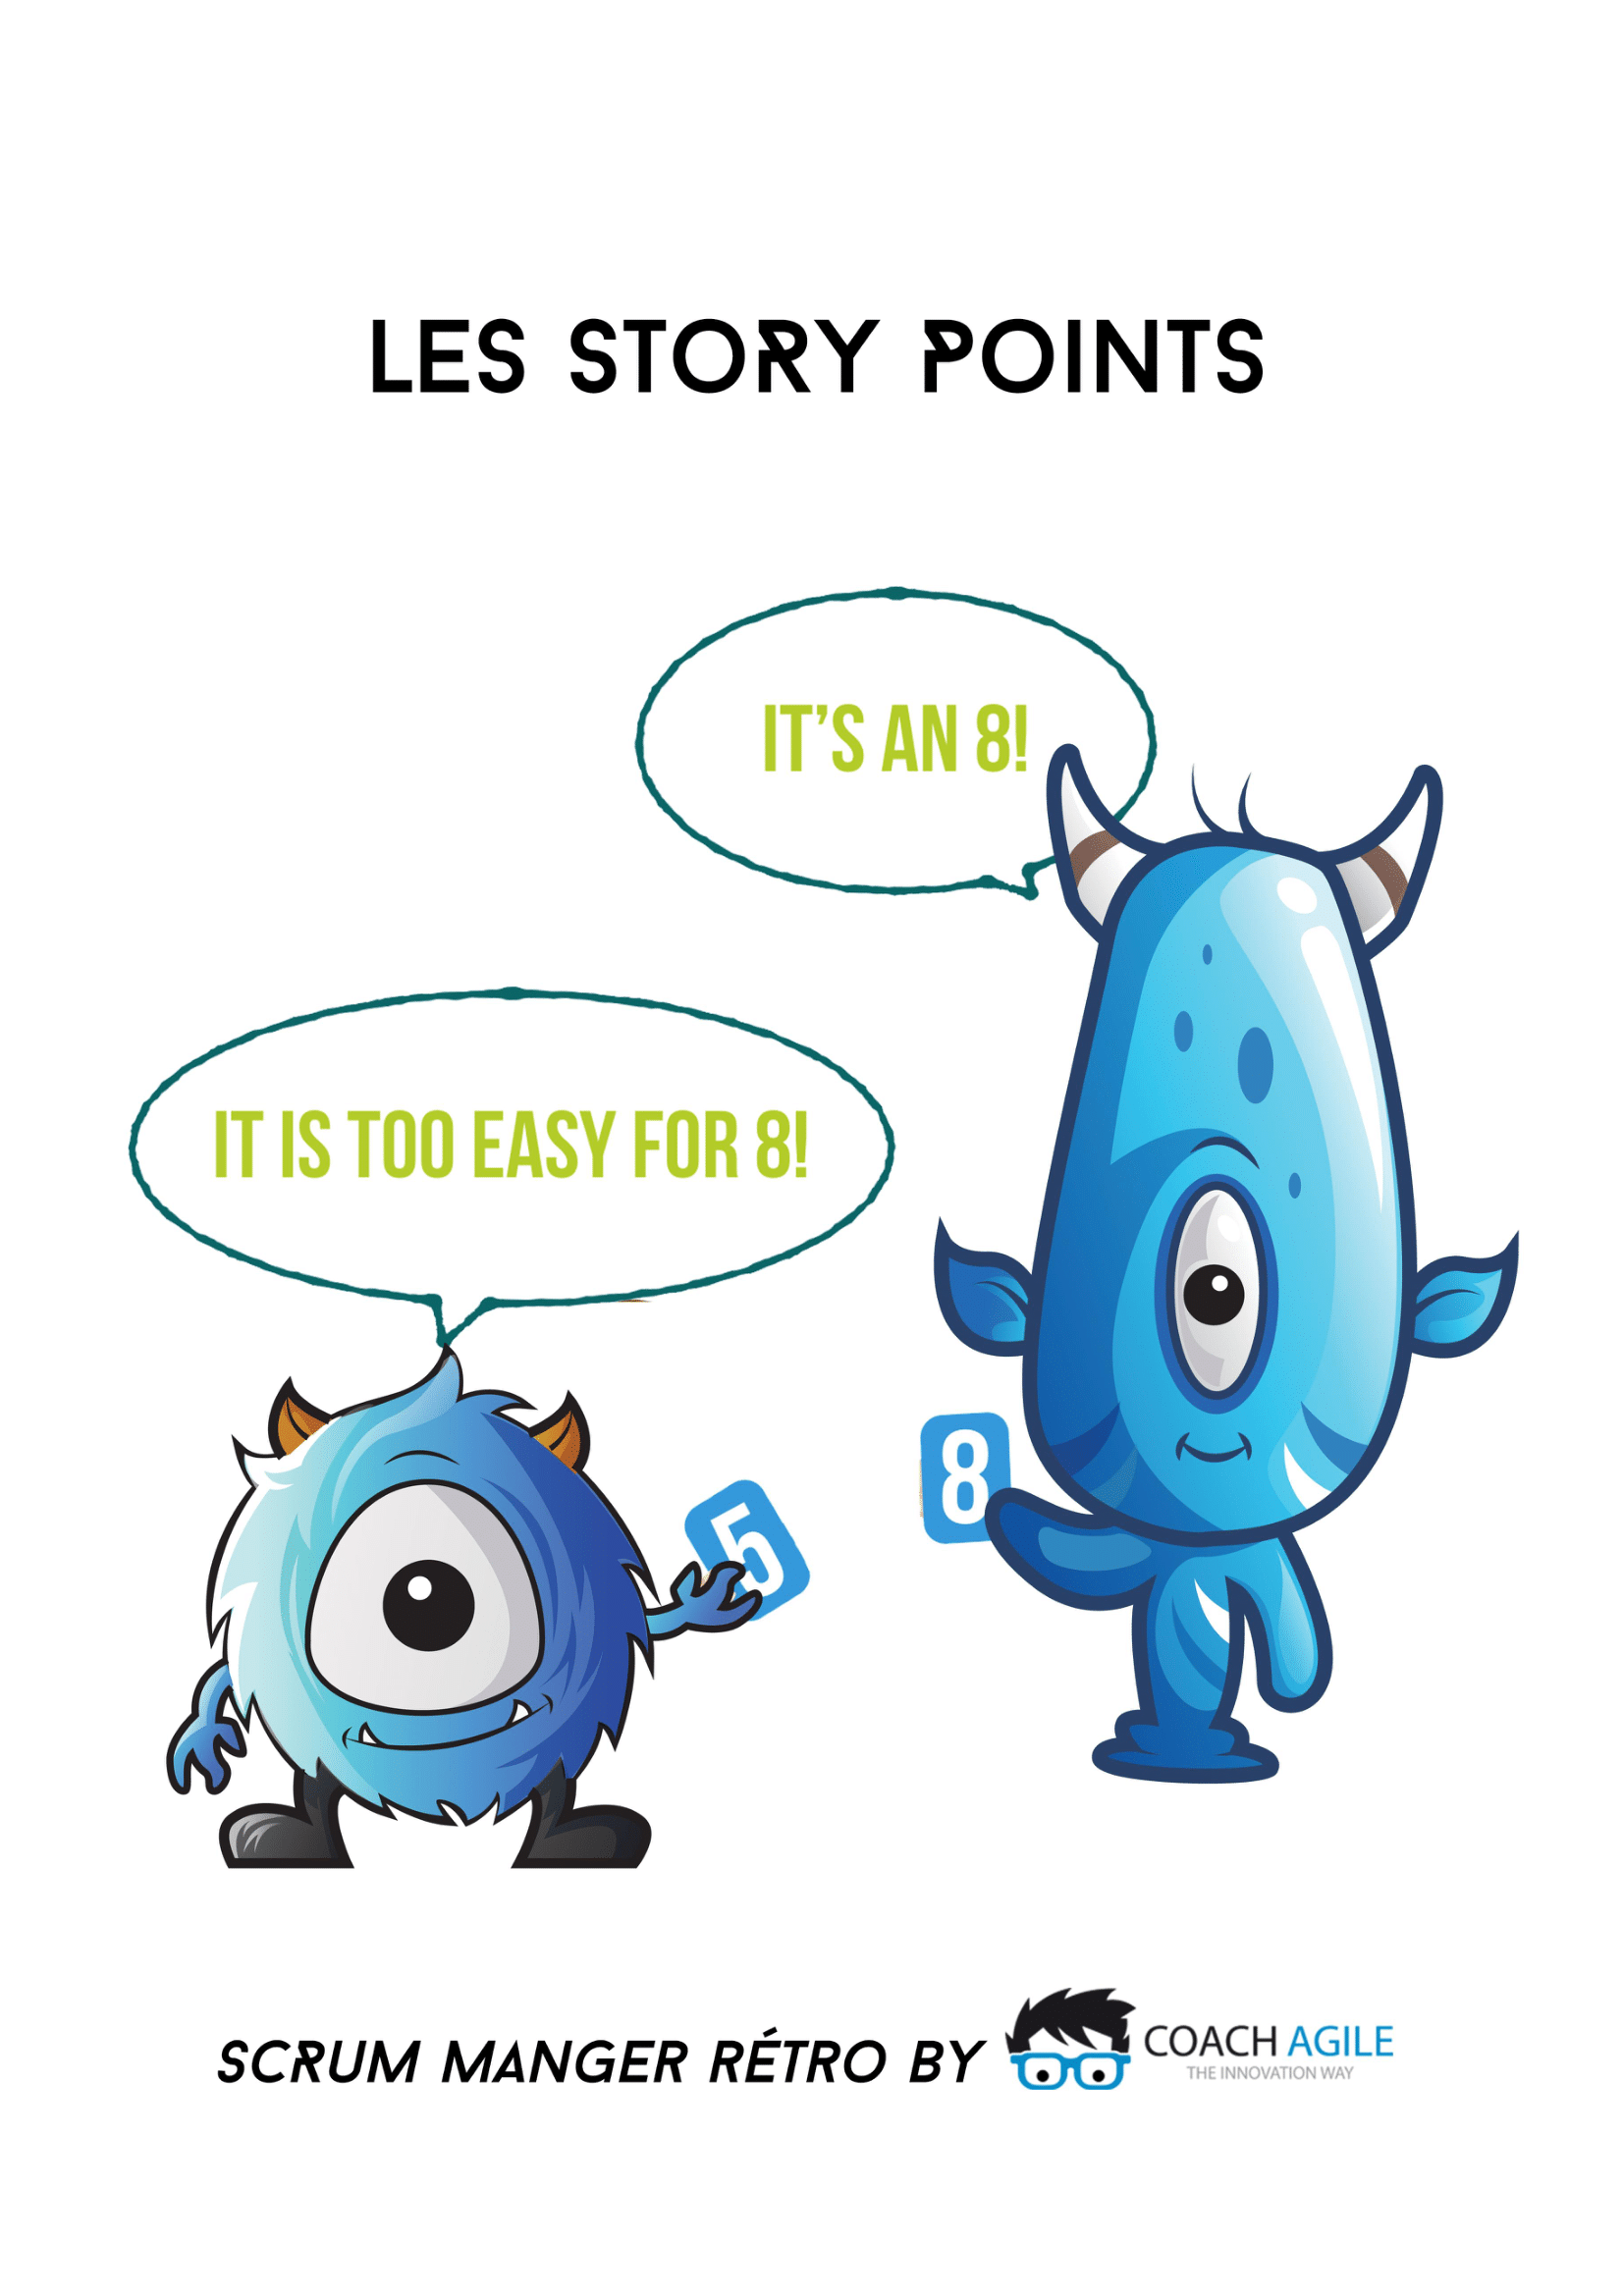 LES STORY POINTS
IT'S AN 8!
IT IS TOO EASY FOR 8!
5
8
SCRUM MANGER RÉTRO BY
COACH AGILE
THE INNOVATION WAY